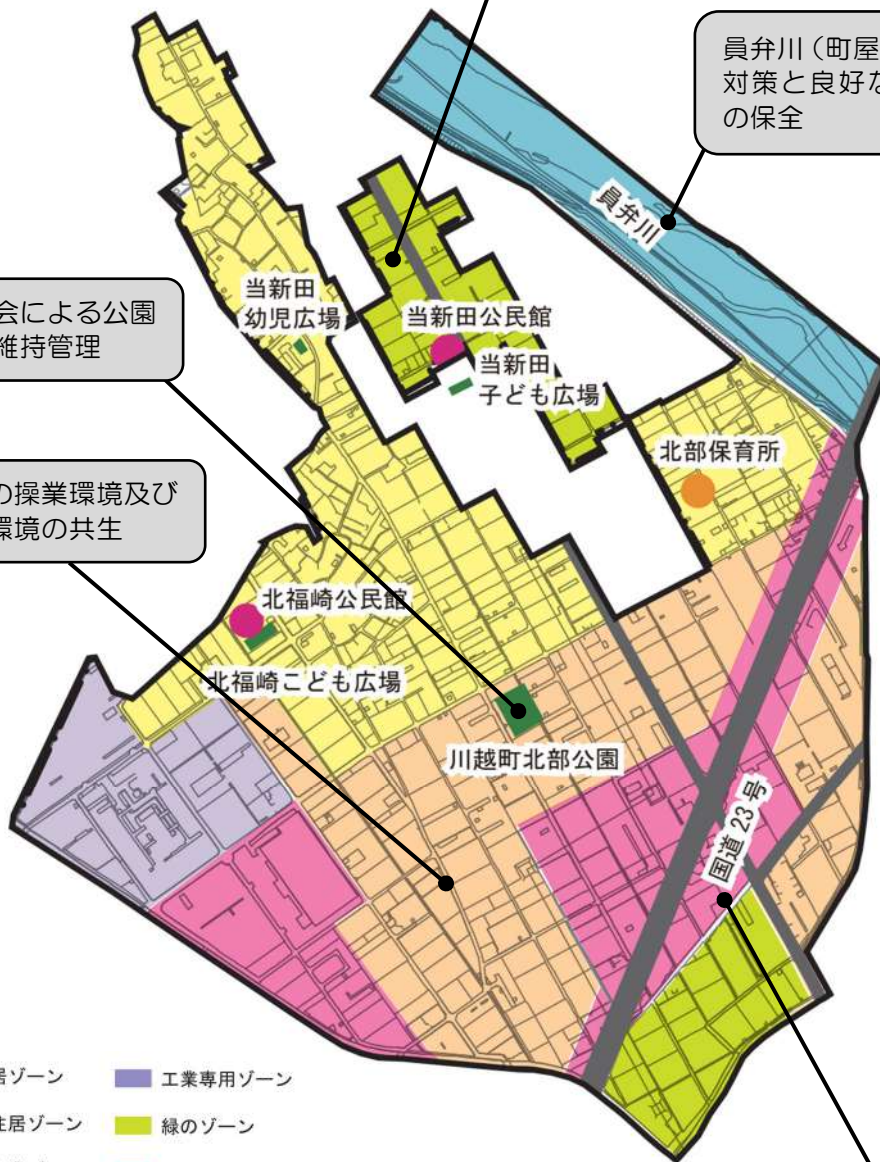 員弁川（町屋
対策と良好な
の保全
員弁川
当新田
幼児広場
当新田公民館
当新田
子ども広場
会による公園
維持管理
北部保育所
の操業環境及び
環境の共生
北福崎公民館
北福崎こども広場
川越町北部公園
国道23号
居ゾーン
工業専用ゾーン
住居ゾーン
緑のゾーン